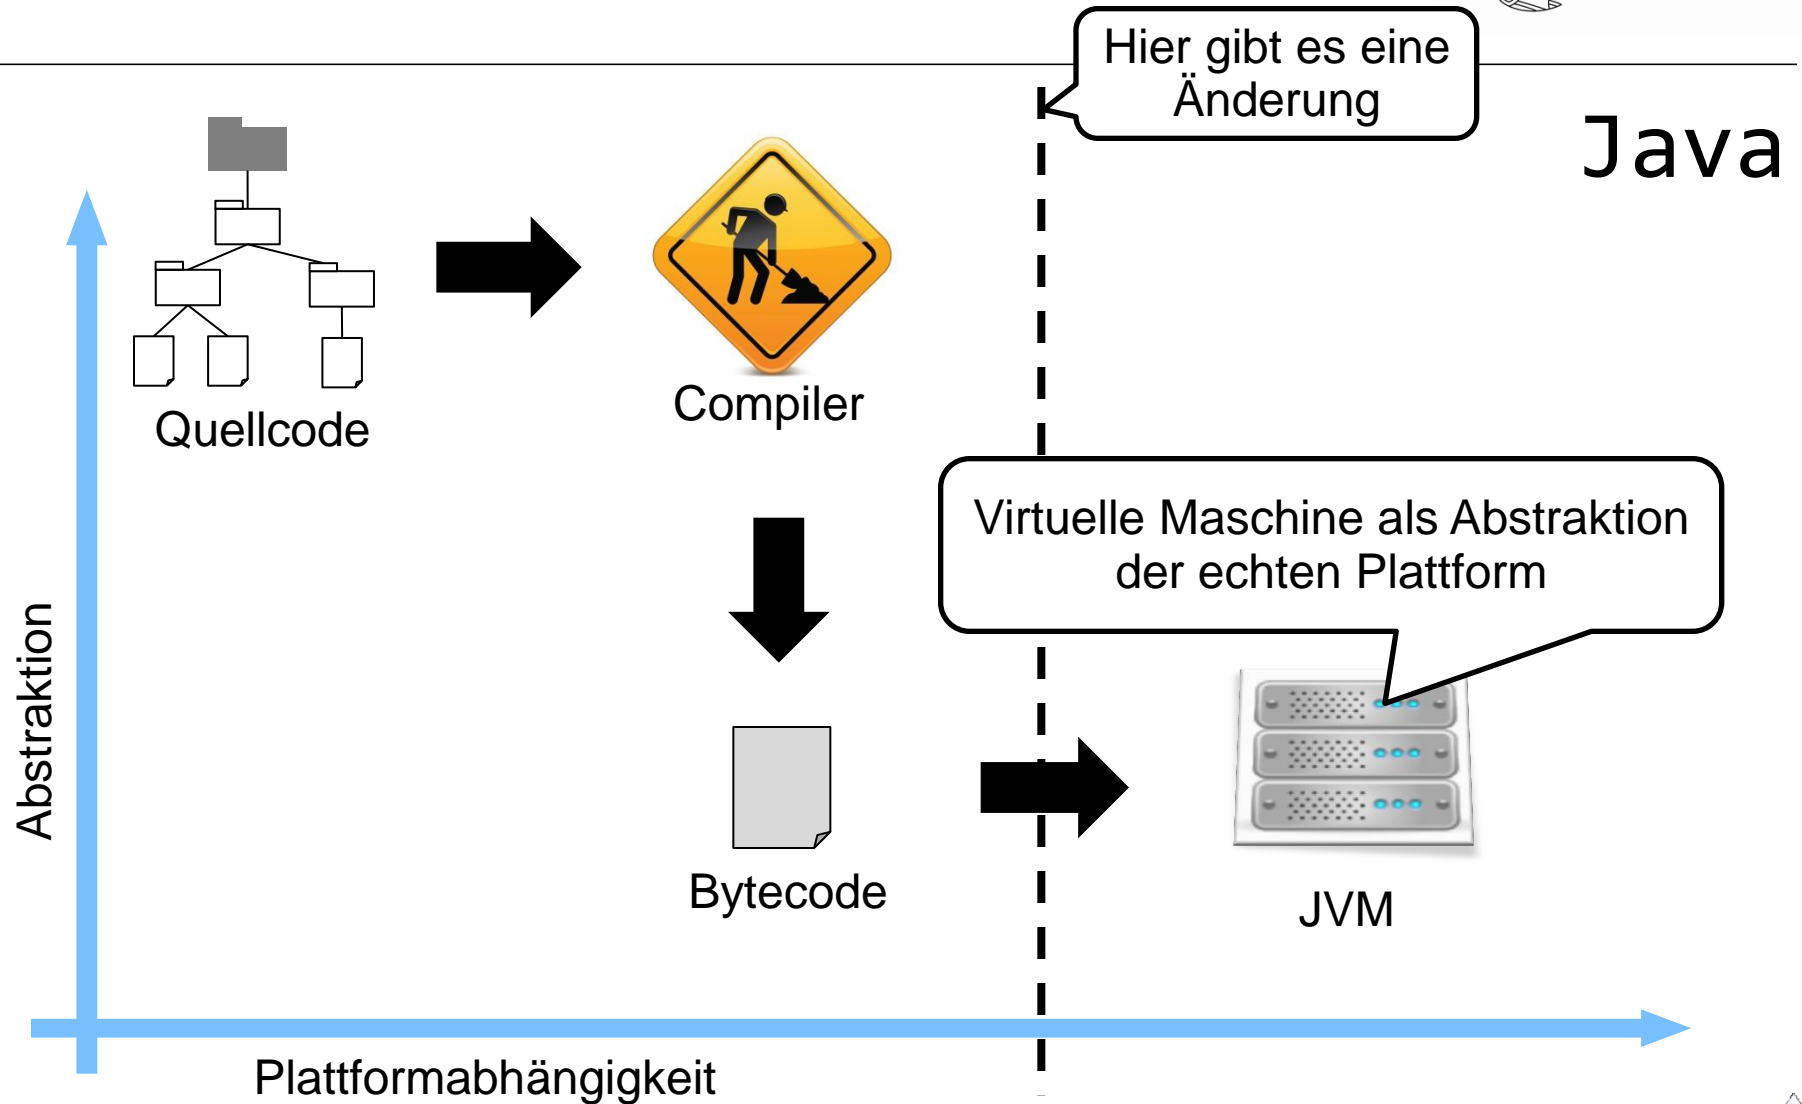 Hier gibt es eine
Änderung
Java
Compiler
Quellcode
Virtuelle Maschine als Abstraktion
der echten Plattform
Abstraktion
Bytecode
JVM
Plattformabhängigkeit